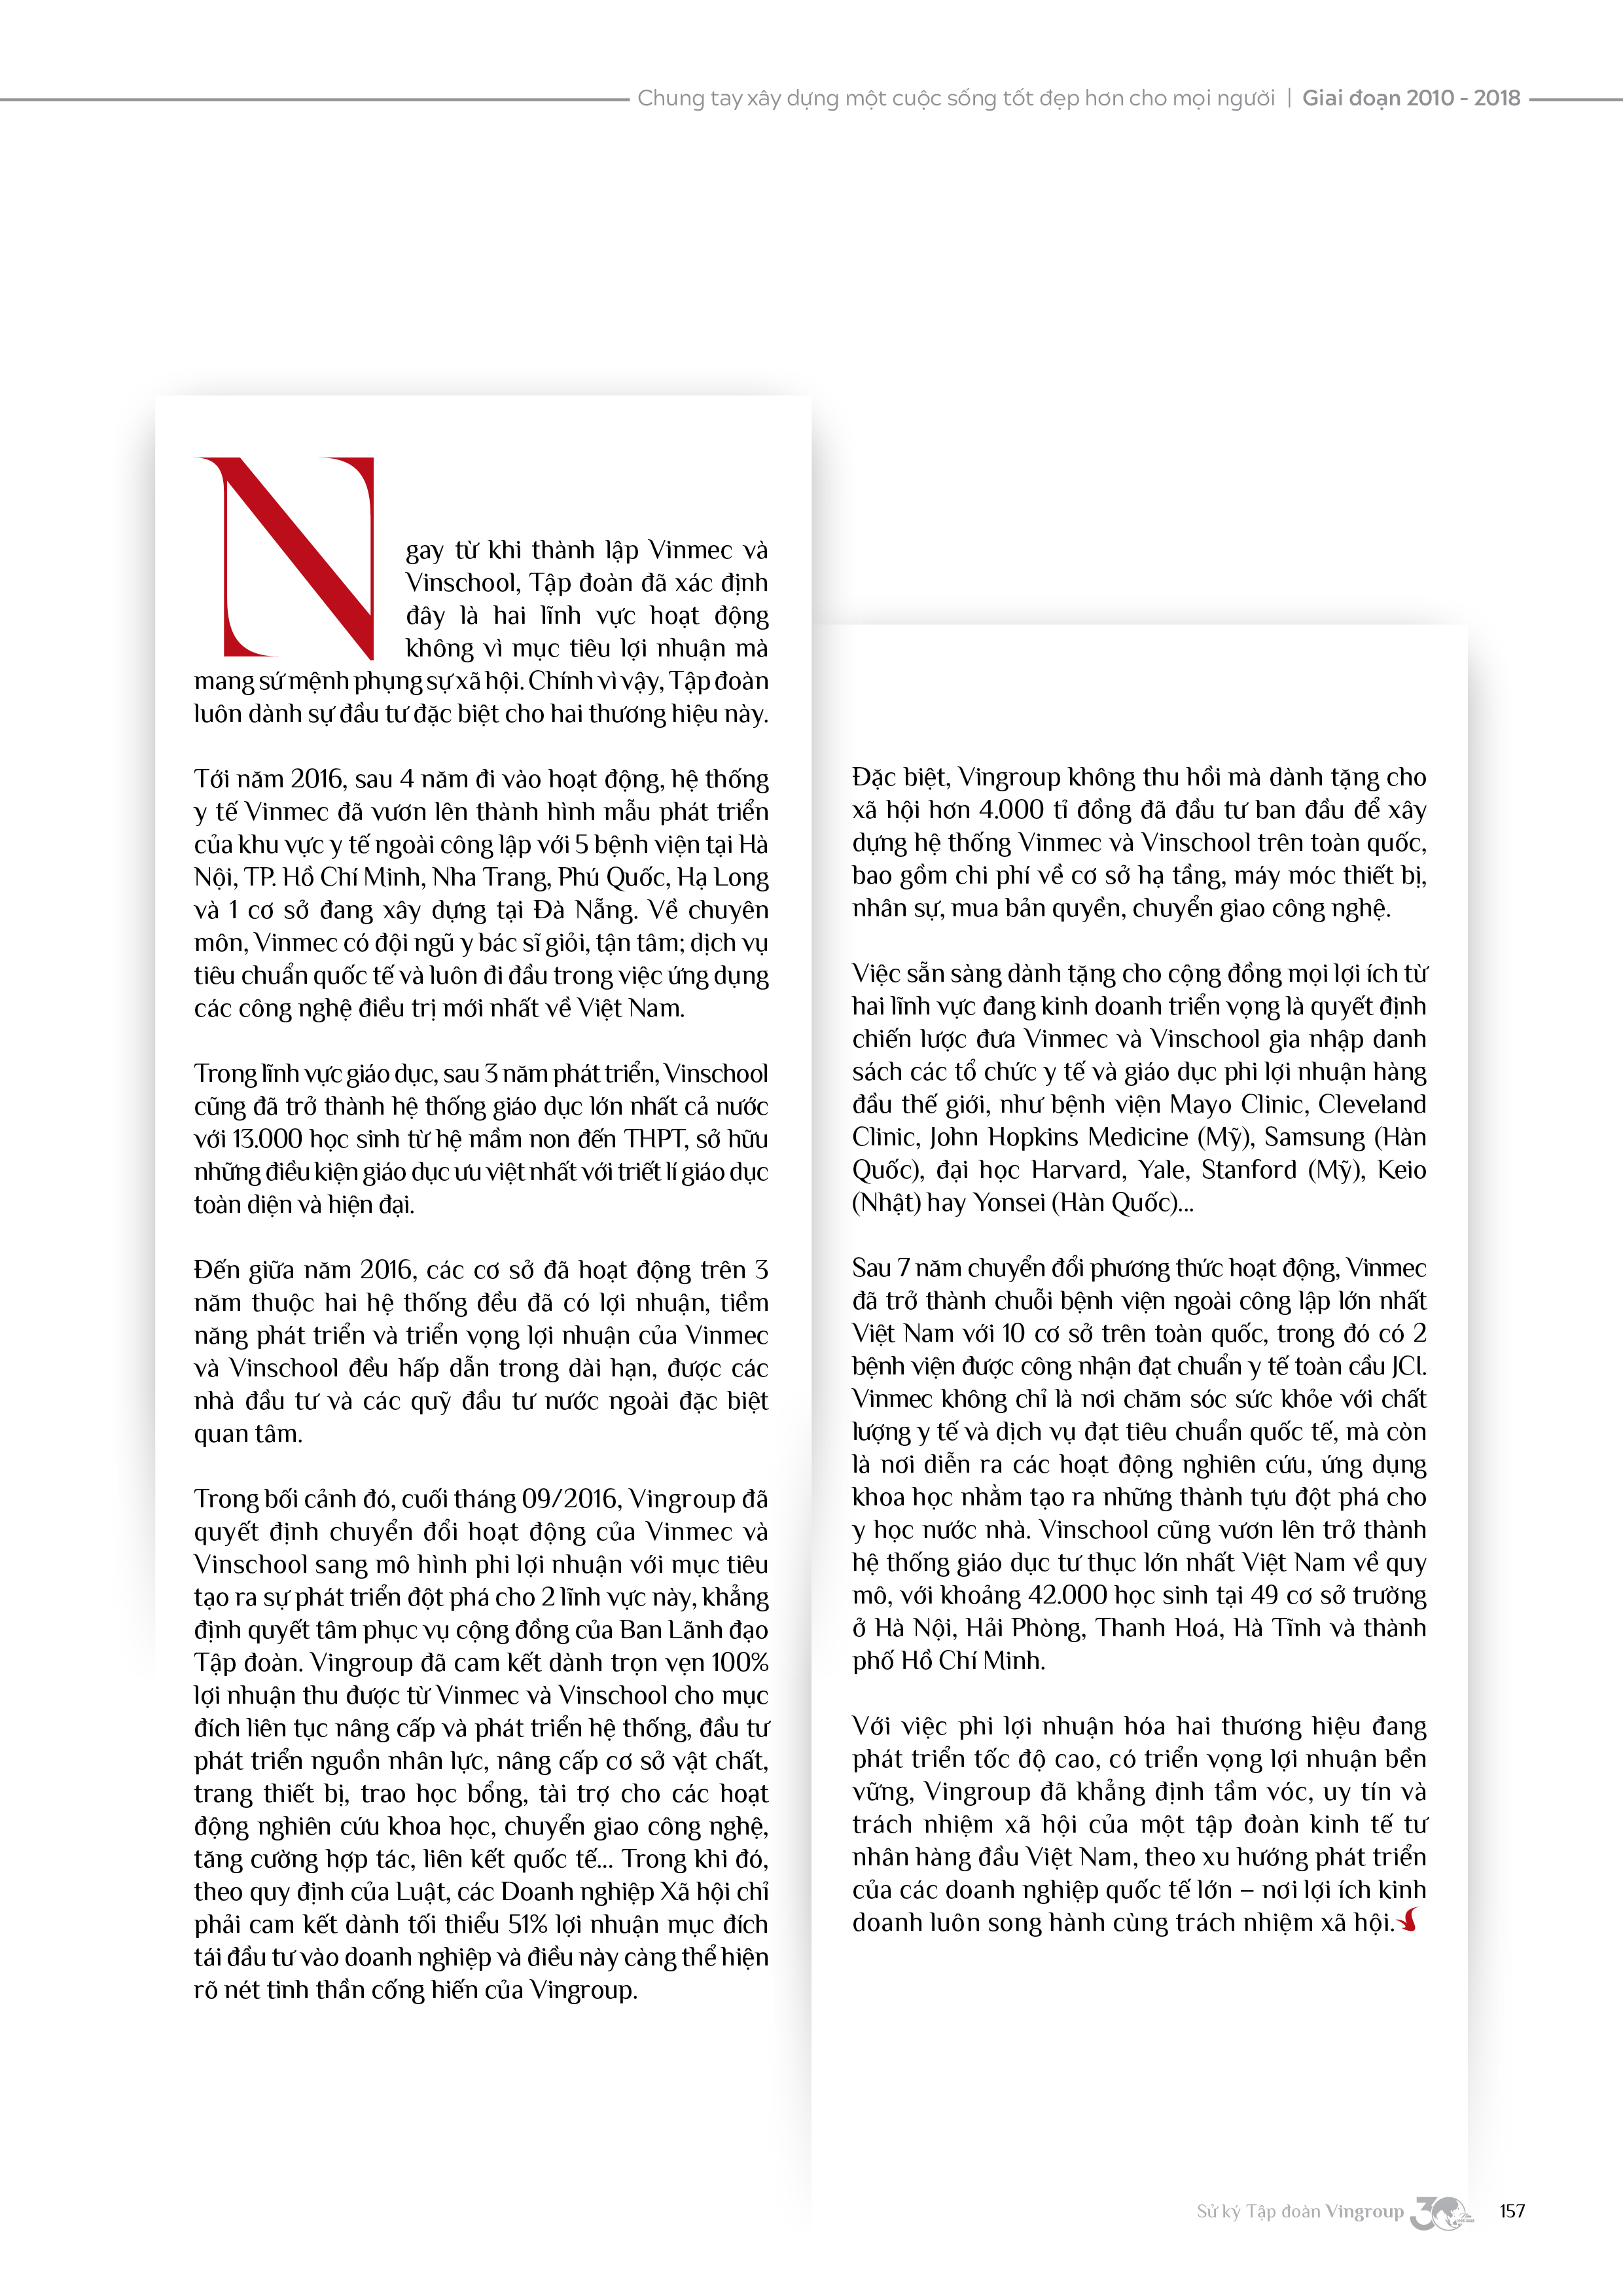 Chung tay xây dựng một cuộc sống tốt đẹp hơn cho mọi người | Giai đoạn 2010 - 2018
N
gay từ khi thành lập Vinmec và
Vinschool, Tập đoàn đã xác định
đây là hai lĩnh vực hoạt động
không vì mục tiêu lợi nhuận mà
mang sứ mệnh phụng sự xã hội. Chính vì vậy, Tập đoàn
luôn dành sự đầu tư đặc biệt cho hai thương hiệu này.
Tới năm 2016, sau 4 năm đi vào hoạt động, hệ thống
y tế Vinmec đã vươn lên thành hình mẫu phát triển
của khu vực y tế ngoài công lập với 5 bệnh viện tại Hà
Nội, TP. Hồ Chí Minh, Nha Trang, Phú Quốc, Hạ Long
và 1 cơ sở đang xây dựng tại Đà Nẵng. Về chuyên
môn, Vinmec có đội ngũ y bác sĩ giỏi, tận tâm; dịch vụ
tiêu chuẩn quốc tế và luôn đi đầu trong việc ứng dụng
các công nghệ điều trị mới nhất về Việt Nam.
Trong lĩnh vực giáo dục, sau 3 năm phát triển, Vinschool
cũng đã trở thành hệ thống giáo dục lớn nhất cả nước
với 13.000 học sinh từ hệ mầm non đến THPT, sở hữu
những điều kiện giáo dục ưu việt nhất với triết lí giáo dục
toàn diện và hiện đại.
Đến giữa năm 2016, các cơ sở đã hoạt động trên 3
năm thuộc hai hệ thống đều đã có lợi nhuận, tiềm
năng phát triển và triển vọng lợi nhuận của Vinmec
và Vinschool đều hấp dẫn trong dài hạn, được các
nhà đầu tư và các quỹ đầu tư nước ngoài đặc biệt
quan tâm.
Trong bối cảnh đó, cuối tháng 09/2016, Vingroup đã
quyết định chuyển đổi hoạt động của Vinmec và
Vinschool sang mô hình phi lợi nhuận với mục tiêu
tạo ra sự phát triển đột phá cho 2 lĩnh vực này, khẳng
định quyết tâm phục vụ cộng đồng của Ban Lãnh đạo
Tập đoàn. Vingroup đã cam kết dành trọn vẹn 100%
lợi nhuận thu được từ Vinmec và Vinschool cho mục
đích liên tục nâng cấp và phát triển hệ thống, đầu tư
phát triển nguồn nhân lực, nâng cấp cơ sở vật chất,
trang thiết bị, trao học bổng, tài trợ cho các hoạt
động nghiên cứu khoa học, chuyển giao công nghệ,
tăng cường hợp tác, liên kết quốc tế... Trong khi đó,
theo quy định của Luật, các Doanh nghiệp Xã hội chỉ
phải cam kết dành tối thiểu 51% lợi nhuận mục đích
tái đầu tư vào doanh nghiệp và điều này càng thể hiện
rõ nét tinh thần cống hiến của Vingroup.
Đặc biệt, Vingroup không thu hồi mà dành tặng cho
xã hội hơn 4.000 tỉ đồng đã đầu tư ban đầu để xây
dựng hệ thống Vinmec và Vinschool trên toàn quốc,
bao gồm chi phí về cơ sở hạ tầng, máy móc thiết bị,
nhân sự, mua bản quyền, chuyển giao công nghệ.
Việc sẵn sàng dành tặng cho cộng đồng mọi lợi ích từ
hai lĩnh vực đang kinh doanh triển vọng là quyết định
chiến lược đưa Vinmec và Vinschool gia nhập danh
sách các tổ chức y tế và giáo dục phi lợi nhuận hàng
đầu thế giới, như bệnh viện Mayo Clinic, Cleveland
Clinic, John Hopkins Medicine (Mỹ), Samsung (Hàn
Quốc), đại học Harvard, Yale, Stanford (Mỹ), Keio
(Nhật) hay Yonsei (Hàn Quốc)...
Sau 7 năm chuyển đổi phương thức hoạt động, Vinmec
đã trở thành chuỗi bệnh viện ngoài công lập lớn nhất
Việt Nam với 10 cơ sở trên toàn quốc, trong đó có 2
bệnh viện được công nhận đạt chuẩn y tế toàn cầu JCI.
Vinmec không chỉ là nơi chăm sóc sức khỏe với chất
lượng y tế và dịch vụ đạt tiêu chuẩn quốc tế, mà còn
là nơi diễn ra các hoạt động nghiên cứu, ứng dụng
khoa học nhằm tạo ra những thành tựu đột phá cho
y học nước nhà. Vinschool cũng vươn lên trở thành
hệ thống giáo dục tư thục lớn nhất Việt Nam về quy
mô, với khoảng 42.000 học sinh tại 49 cơ sở trường
ở Hà Nội, Hải Phòng, Thanh Hoá, Hà Tĩnh và thành
phố Hồ Chí Minh.
Với việc phi lợi nhuận hóa hai thương hiệu đang
phát triển tốc độ cao, có triển vọng lợi nhuận bền
vững, Vingroup đã khẳng định tầm vóc, uy tín và
trách nhiệm xã hội của một tập đoàn kinh tế tư
nhân hàng đầu Việt Nam, theo xu hướng phát triển
của các doanh nghiệp quốc tế lớn – nơi lợi ích kinh
doanh luôn song hành cùng trách nhiệm xã hội.
Sử ký Tập đoàn Vingroup 30 157